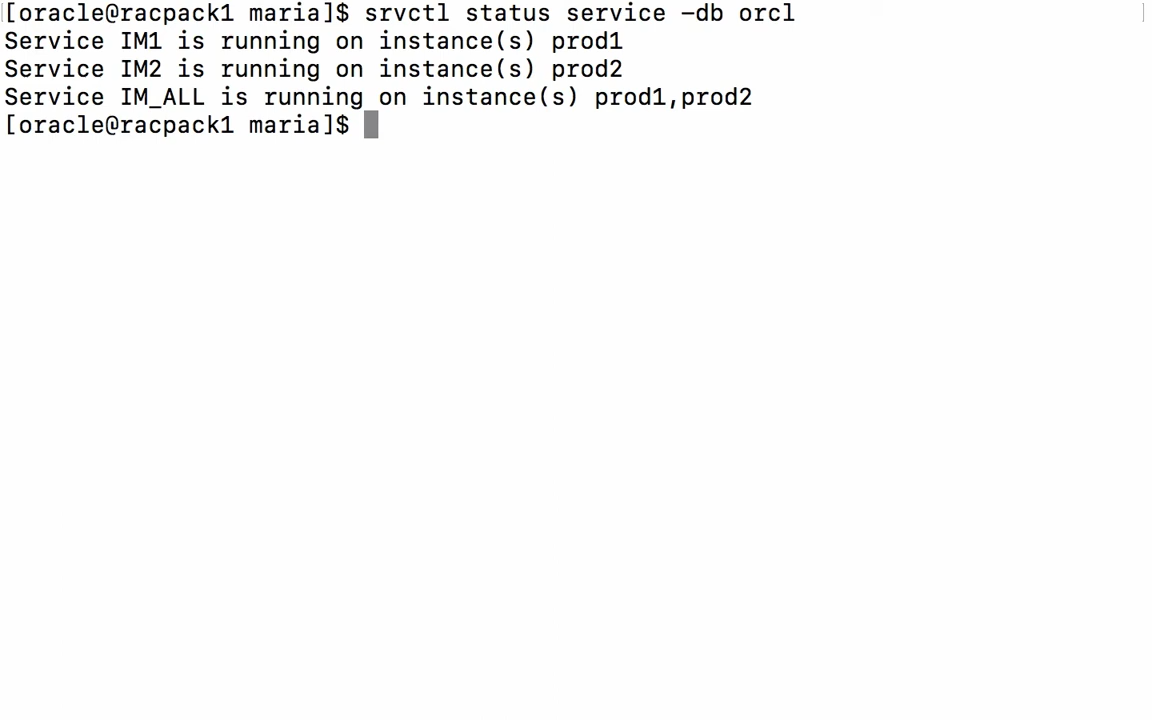 [oracle@racpack1 maria]$ srvctl status service –db orcl ]
Service IM1 is running on instance(s) prod1
Service IM2 is running on instance(s) prod2
Service IM_ALL is running on instance(s) prod1,prod2
[oracle@racpack1 maria]$